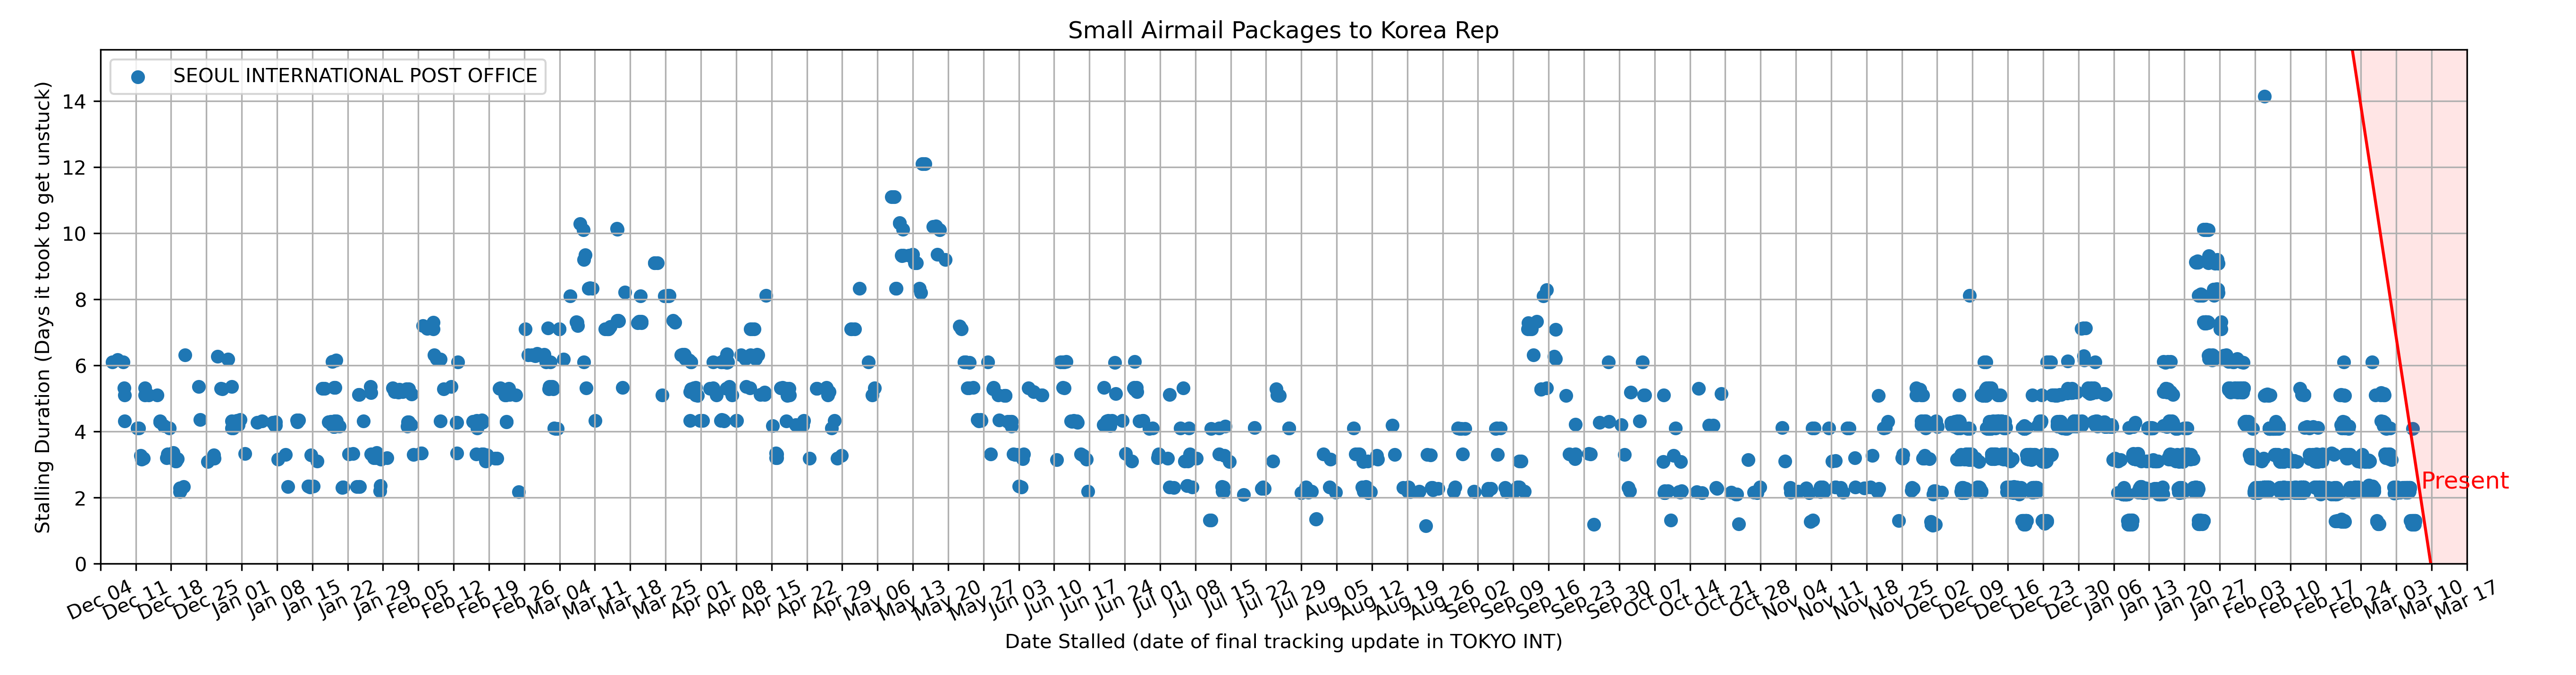 Small Airmail Packages to Korea Rep
SEOUL INTERNATIONAL POST OFFICE
Stalling Duration (Days it took to get unstuck)
14
12
10
8
6
4
2
0
Present
Dec 04
Dec 11
Dec 18
Dec 25
Jan 01
Jan 08
Jan 15
Jan 22
Jan 29
Feb 05
Feb 12
Feb 19
Feb 26
Mar 04
Mar 11
Mar 18
Mar 25
Apr 01
Apr 08
Apr 15
Apr 22
Apr 29
May 06
May 13
May 20
May 27
Jun 03
Jun 10
Jun 17
Jun 24
Jul 01
Jul 08
Jul 15
Jul 22
Jul 29
Aug 05
Aug 12
Aug 19
Aug 26
Sep 02
Sep 09
Sep 16
Sep 23
Sep 30
Oct 07
Oct 14
Oct 21
Oct 28
Nov 04
Nov 11
Nov 18
Nov 25
Dec 02
Dec 09
Dec 16
Dec 23
Dec 30
Jan 06
Jan 13
Jan 20
Jan 27
Feb 03
Feb 10
Feb 17
Feb 24
Mar 03
Mar 10
Mar 17
Date Stalled (date of final tracking update in TOKYO INT)